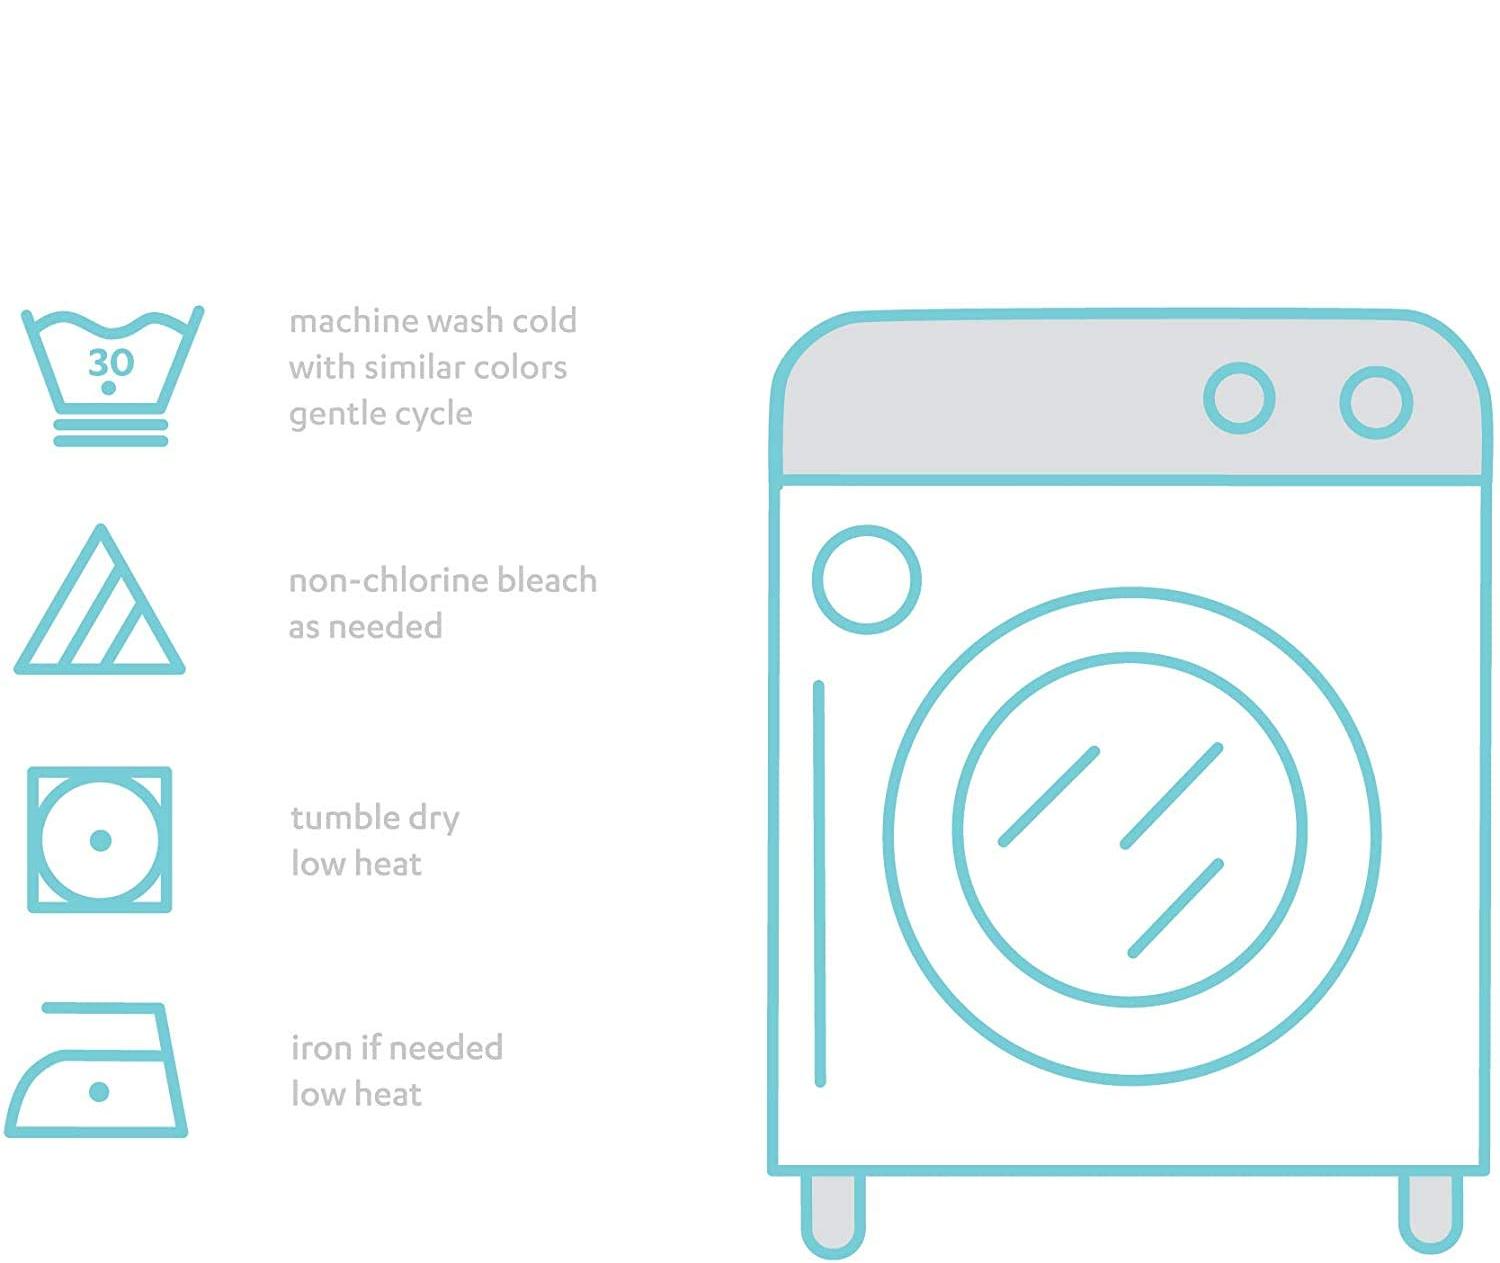 30
machine wash cold
with similar colors
gentle cycle
non-chlorine bleach
as needed
tumble dry
low heat
iron if needed
low heat